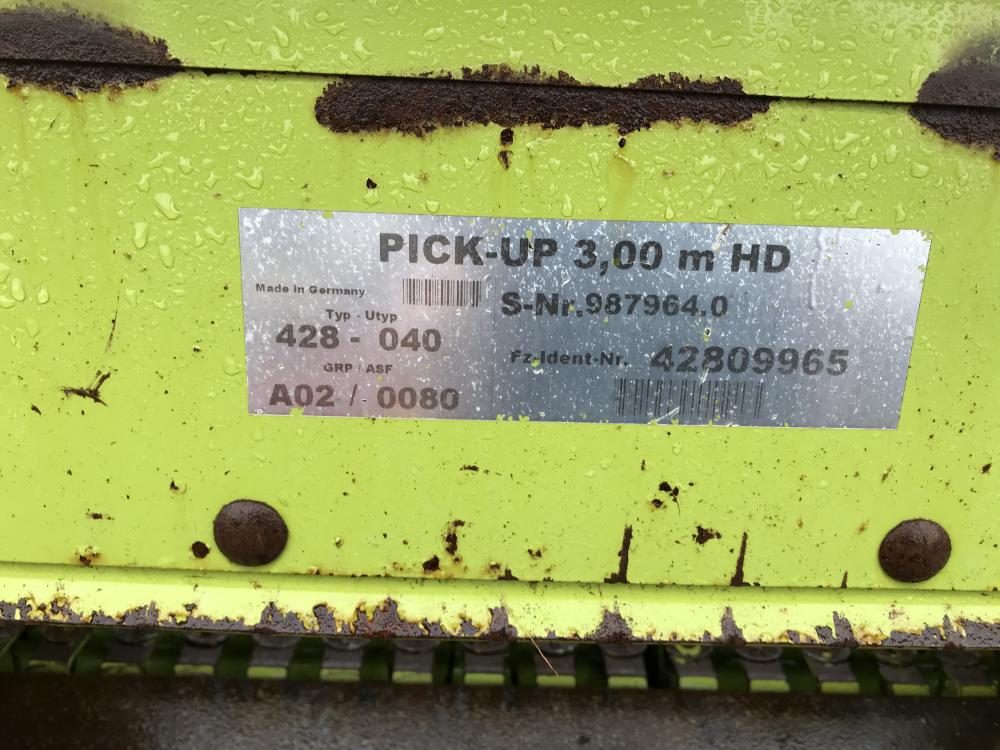 PICK-UP 3,00 m HD
Made in Germany
S-Nr.987964.0
Typ - Utyp
428 - 040
Fz-Ident-Nr. 42809965
GRP / ASF
A02 / 0080